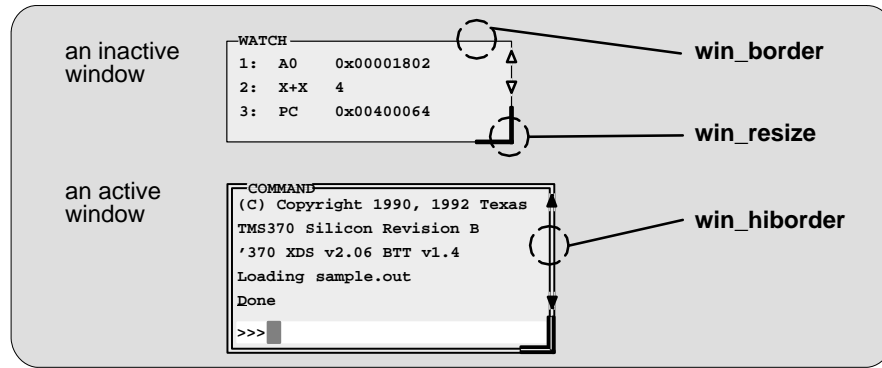 an inactive
window
WATCH
1: A0 0x00001802
2: X+X 4
3: PC 0x00400064
win_border
win_resize
an active
window
COMMAND
(C) Copyright 1990, 1992 Texas
TMS370 Silicon Revision B
'370 XDS v2.06 BTT v1.4
Loading sample.out
Done
>>>
win_hiborder